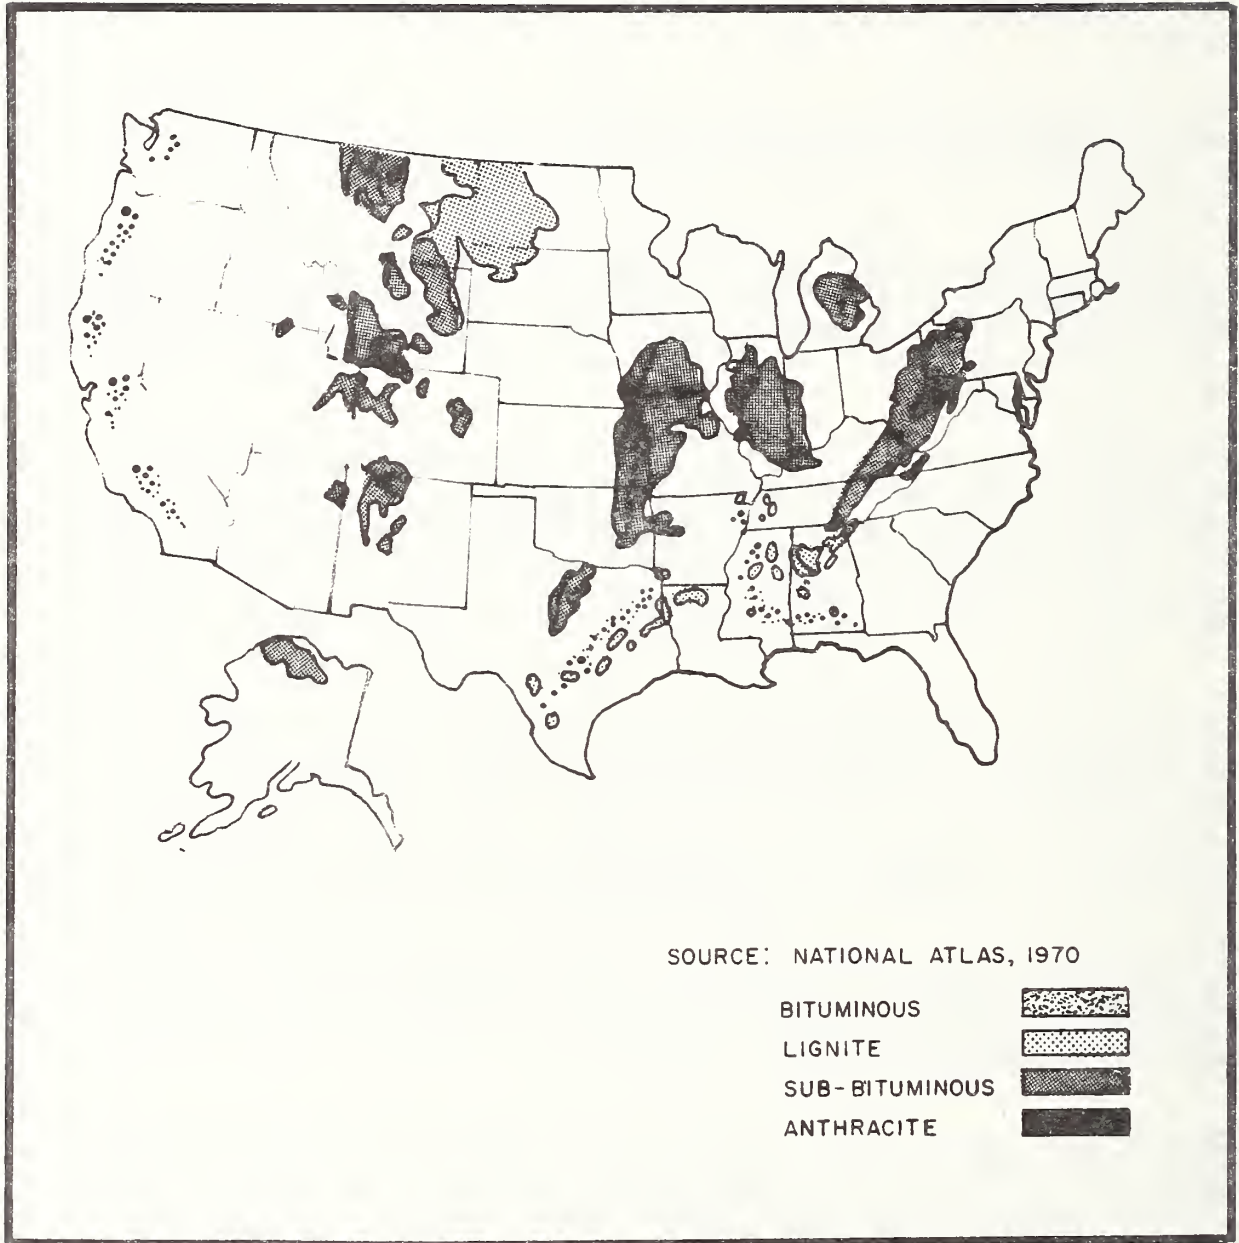 SOURCE: NATIONAL ATLAS, 1970
BITUMINOUS
LIGNITE
SUB-BITUMINOUS
ANTHRACITE